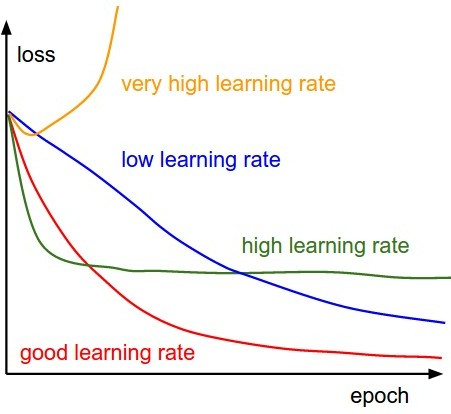 loss
very high learning rate
low learning rate
high learning rate
good learning rate
epoch